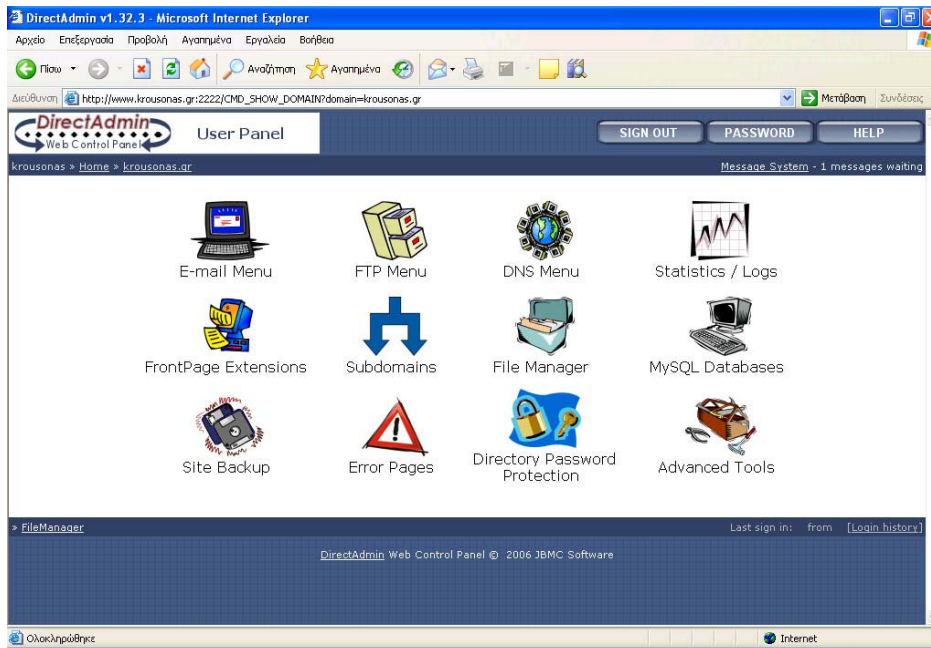 DirectAdmin v1.32.3 - Microsoft Internet Explorer
Αρχείο Επεξεργασία Προβολή Αγαπημένα Εργαλεία Βοήθεια
Πίσω Αναζήτηση Αγαπημένα
Διεύθυνση http://www.krousonas.gr:2222/CMD_SHOW_DOMAIN?domain=krousonas.gr Μετάβαση Συνδέσεις
DirectAdmin
Web Control Panel
User Panel
SIGN OUT PASSWORD HELP
krousonas » Home » krousonas.gr Message System - 1 messages waiting
E-mail Menu FTP Menu DNS Menu Statistics / Logs
FrontPage Extensions Subdomains File Manager MySQL Databases
Site Backup Error Pages Directory Password Protection Advanced Tools
» FileManager Last sign in: from [Login history]
DirectAdmin Web Control Panel © 2006 JBMC Software
Ολοκληρώθηκε Internet